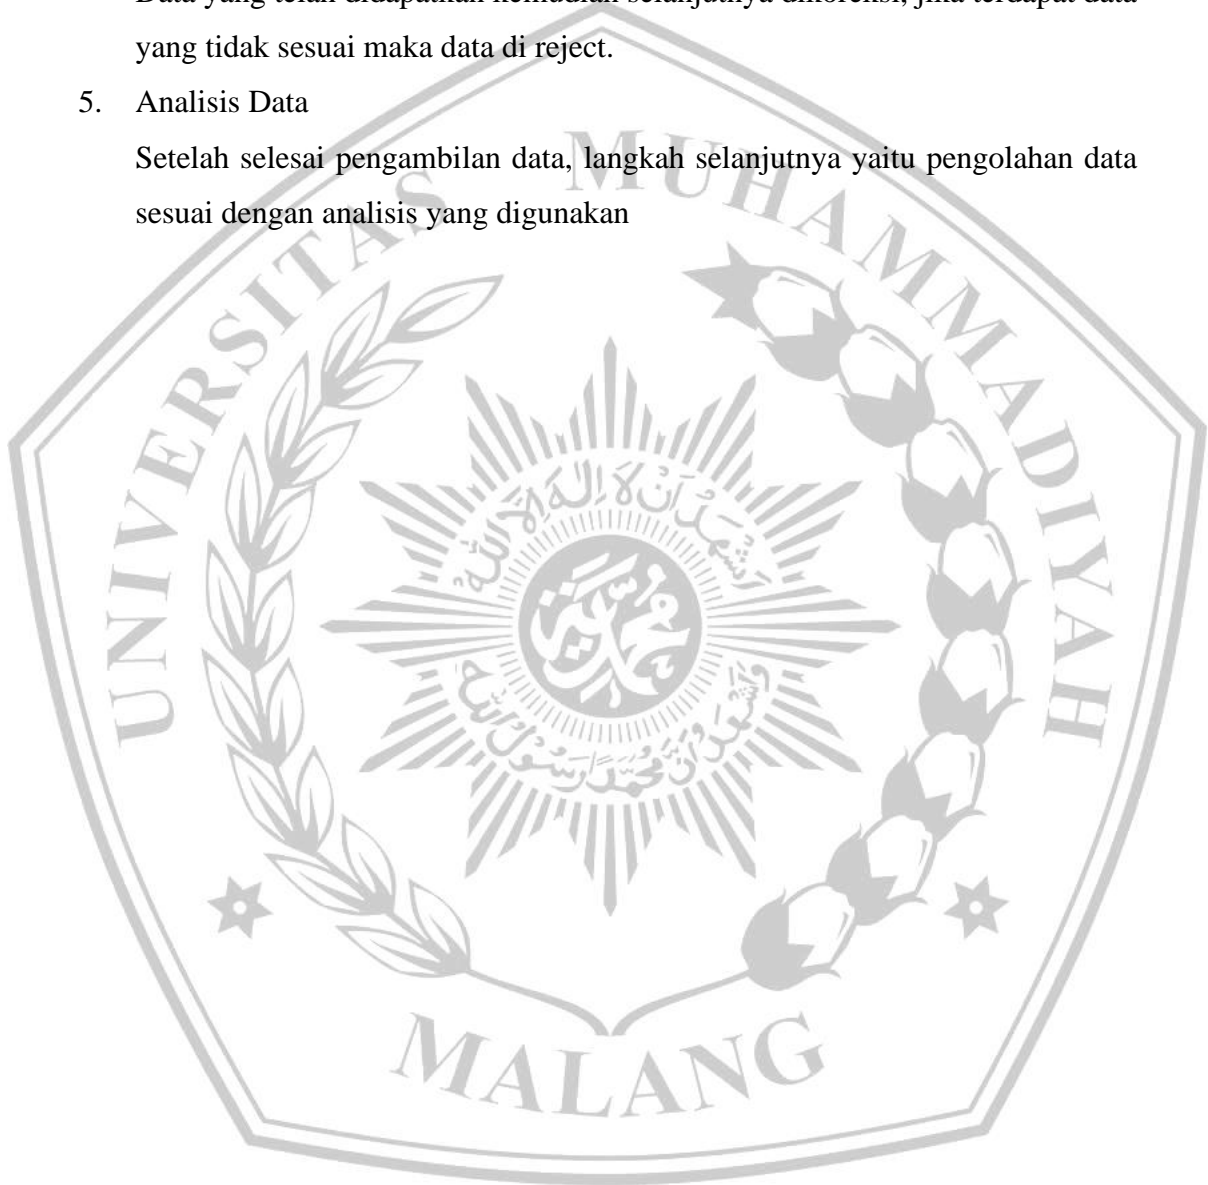 Data yang telah didapatkan kemudian selanjutnya dikoreksi, jika terdapat data
yang tidak sesuai maka data di reject.
5. Analisis Data
Setelah selesai pengambilan data, langkah selanjutnya yaitu pengolahan data
sesuai dengan analisis yang digunakan
UNIVERSITAS MUHAMMADIYAH
MALANG